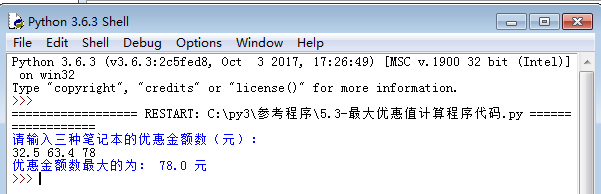 Python 3.6.3 Shell
File Edit Shell Debug Options Window Help
Python 3.6.3 (v3.6.3:2c5fed8, Oct  3 2017, 17:26:49) [MSC v.1900 32 bit (Intel)]
 on win32
Type "copyright", "credits" or "license()" for more information.
>>>
================== RESTART: C:\py3\参考程序\5.3-最大优惠值计算程序代码.py ======
============
请输入三种笔记本的优惠金额数（元）:
32.5 63.4 78
优惠金额数最大的为: 78.0 元
>>>